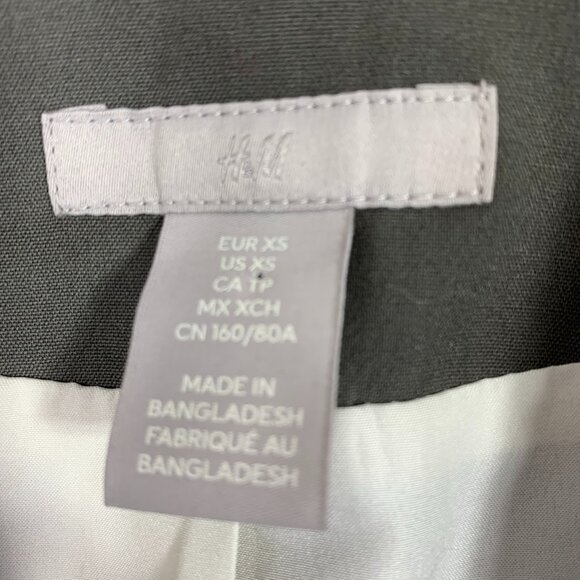 H&M
EUR XS
US XS
CA TP
MX XCH
CN 160/80A
MADE IN
BANGLADESH
FABRIQUÉ AU
BANGLADESH